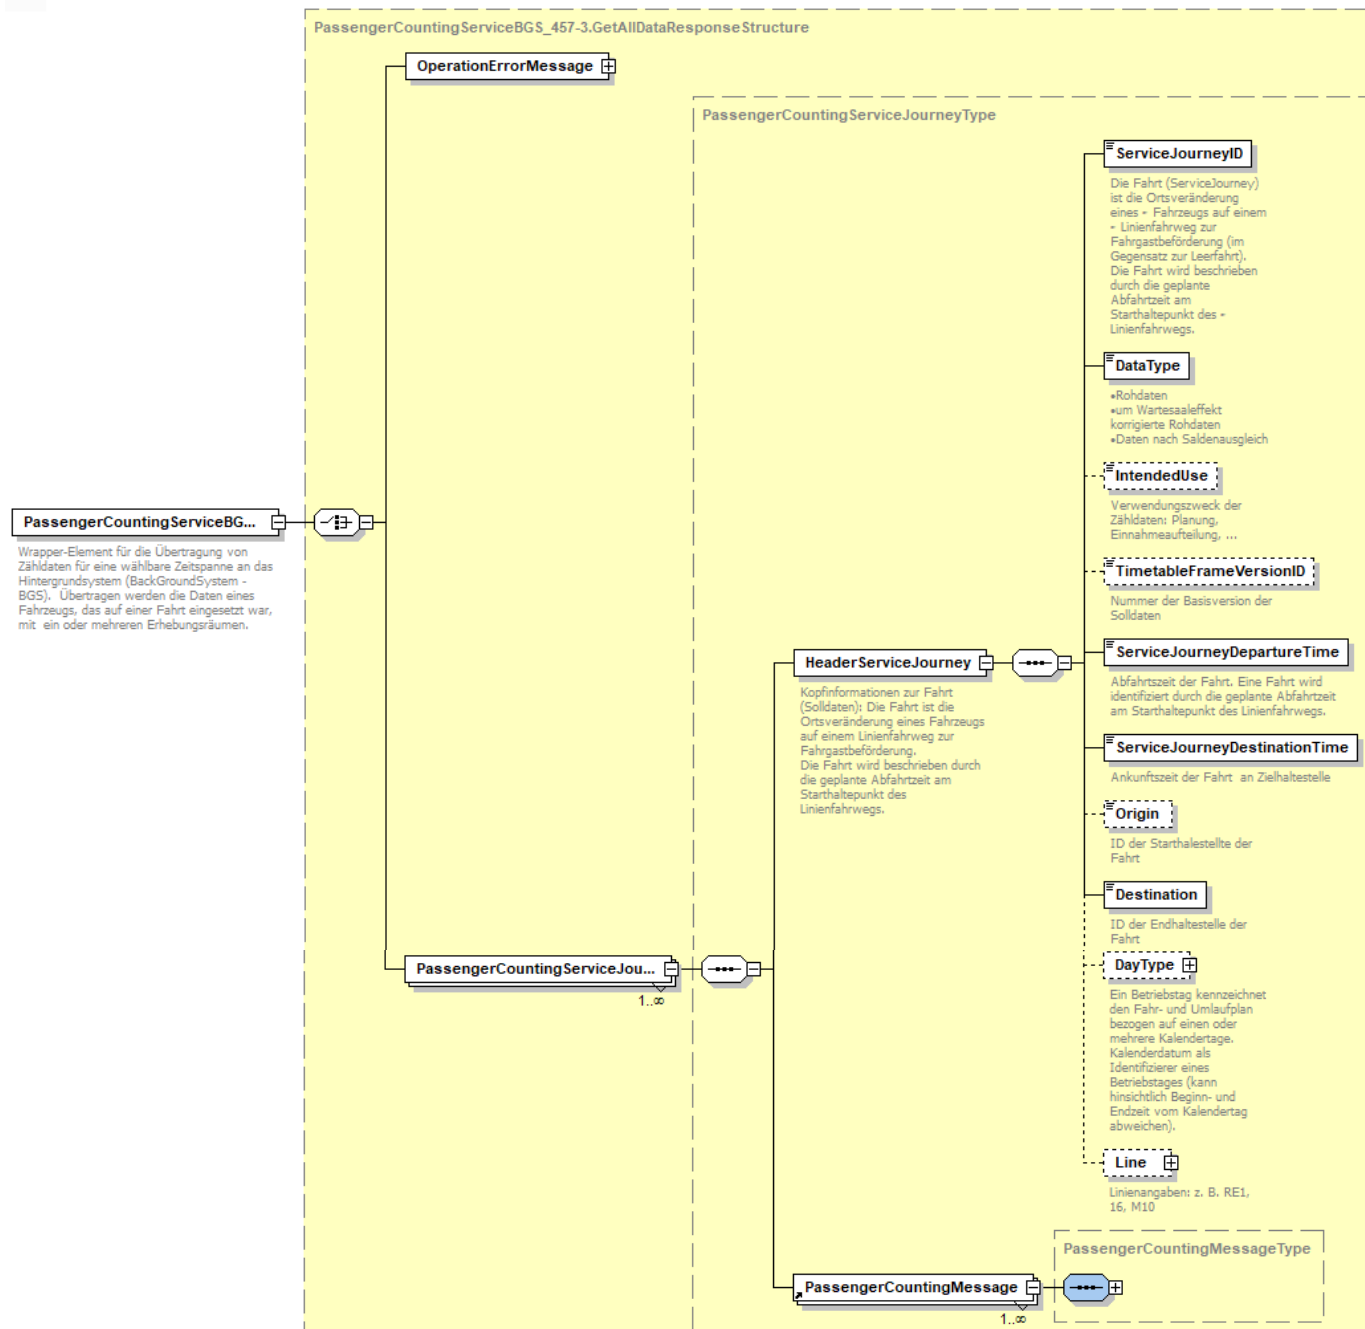 PassengerCountingServiceBGS_457-3.GetAllDataResponseStructure
OperationErrorMessage
PassengerCountingServiceJourneyType
ServiceJourneyID
Die Fahrt (ServiceJourney)
ist die Ortsveränderung
eines - Fahrzeugs auf einem
- Linienfahrweg zur
Fahrgastbeförderung (im
Gegensatz zur Leerfahrt).
Die Fahrt wird beschrieben
durch die geplante
Abfahrtzeit am
Starthaltepunkt des -
Linienfahrwegs.
DataType
•Rohdaten
•um Wartesaaleffekt
korrigierte Rohdaten
•Daten nach Saldenausgleich
IntendedUse
Verwendungszweck der
Zähldaten: Planung,
Einnahmeaufteilung, ...
PassengerCountingServiceBG...
Wrapper-Element für die Übertragung von
Zähldaten für eine wählbare Zeitspanne an das
Hintergrundsystem (BackGroundSystem -
BGS).  Übertragen werden die Daten eines
Fahrzeugs, das auf einer Fahrt eingesetzt war,
mit  ein oder mehreren Erhebungsräumen.
TimetableFrameVersionID
Nummer der Basisversion der
Solldaten
HeaderServiceJourney
Kopfinformationen zur Fahrt
(Solldaten): Die Fahrt ist die
Ortsveränderung eines Fahrzeugs
auf einem Linienfahrweg zur
Fahrgastbeförderung.
Die Fahrt wird beschrieben durch
die geplante Abfahrtzeit am
Starthaltepunkt des
Linienfahrwegs.
ServiceJourneyDepartureTime
Abfahrtszeit der Fahrt. Eine Fahrt wird
identifiziert durch die geplante Abfahrtzeit
am Starthaltepunkt des Linienfahrwegs.
ServiceJourneyDestinationTime
Ankunftszeit der Fahrt  an Zielhaltestelle
Origin
ID der Starthalestellte der
Fahrt
Destination
ID der Endhaltestelle der
Fahrt
PassengerCountingServiceJou...
1..∞
DayType
Ein Betriebstag kennzeichnet
den Fahr- und Umlaufplan
bezogen auf einen oder
mehrere Kalendertage.
Kalenderdatum als
Identifizierer eines
Betriebstages (kann
hinsichtlich Beginn- und
Endzeit vom Kalendertag
abweichen).
Line
Linienangaben: z. B. RE1,
16, M10
PassengerCountingMessageType
PassengerCountingMessage
1..∞